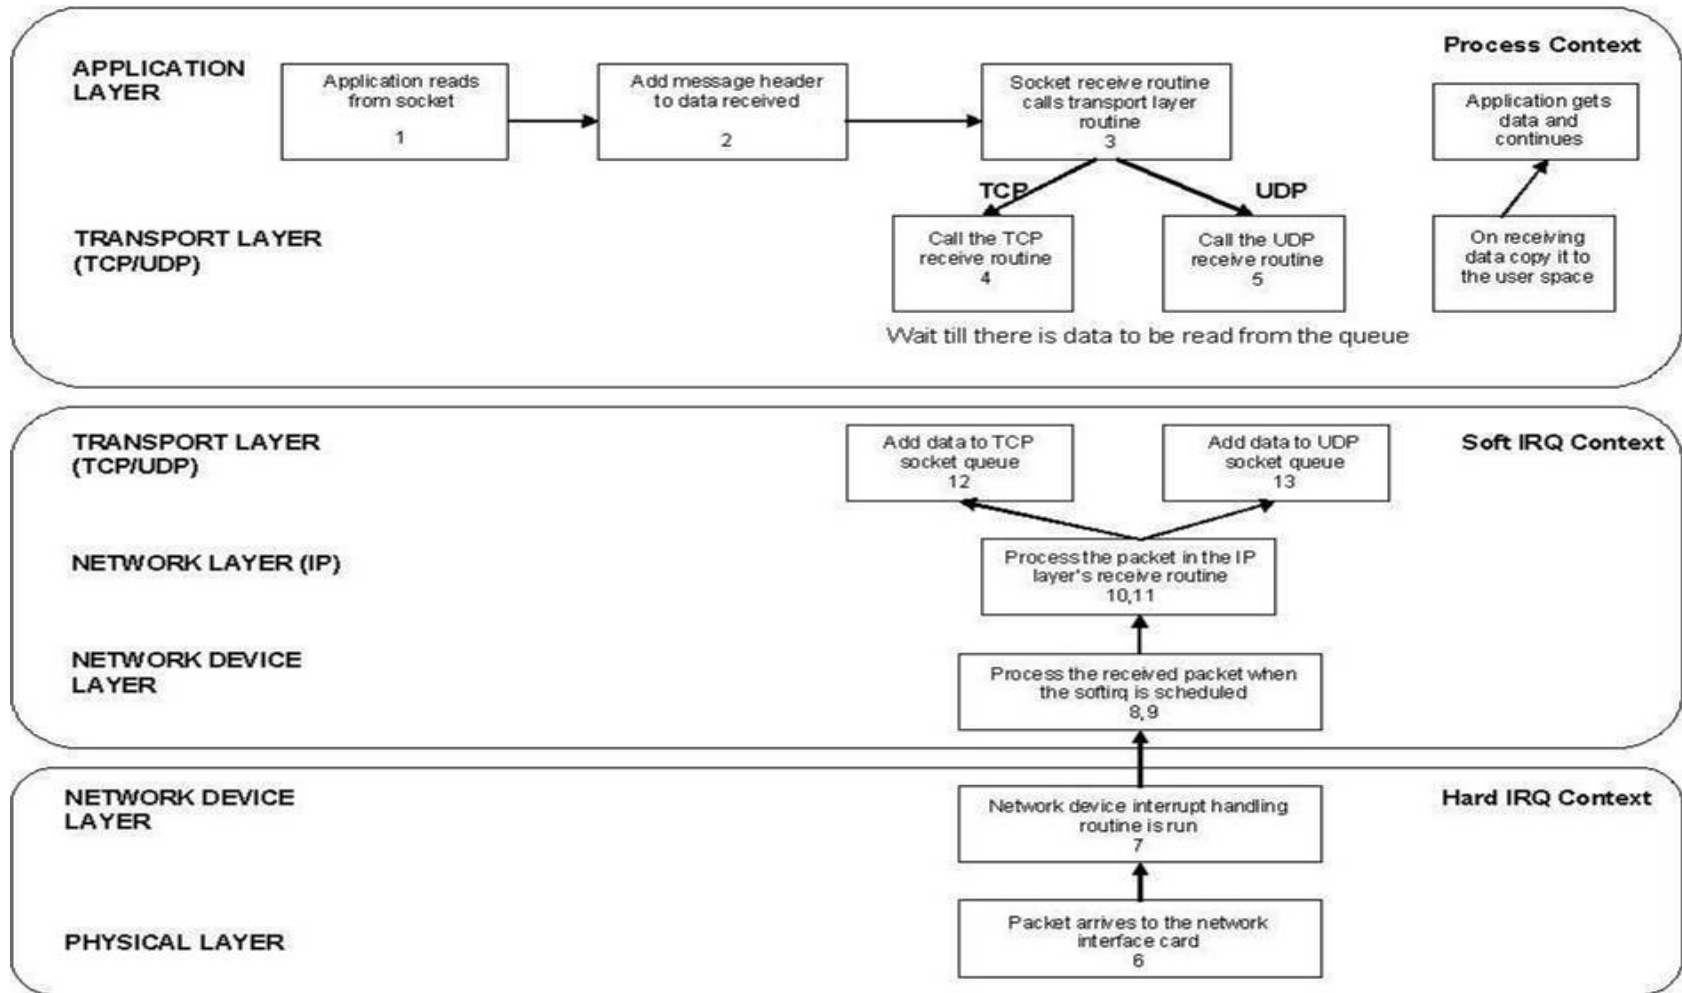 Process Context
APPLICATION
LAYER
Application reads
from socket
1
Add message header
to data received
2
Socket receive routine
calls transport layer
routine
3
Application gets
data and
continues
TCP
UDP
TRANSPORT LAYER
(TCP/UDP)
Call the TCP
receive routine
4
Call the UDP
receive routine
5
On receiving
data copy it to
the user space
Wait till there is data to be read from the queue
TRANSPORT LAYER
(TCP/UDP)
Add data to TCP
socket queue
12
Add data to UDP
socket queue
13
Soft IRQ Context
NETWORK LAYER (IP)
Process the packet in the IP
layer's receive routine
10,11
NETWORK DEVICE
LAYER
Process the received packet when
the softirq is scheduled
8,9
NETWORK DEVICE
LAYER
Network device interrupt handling
routine is run
7
Hard IRQ Context
PHYSICAL LAYER
Packet arrives to the network
interface card
6